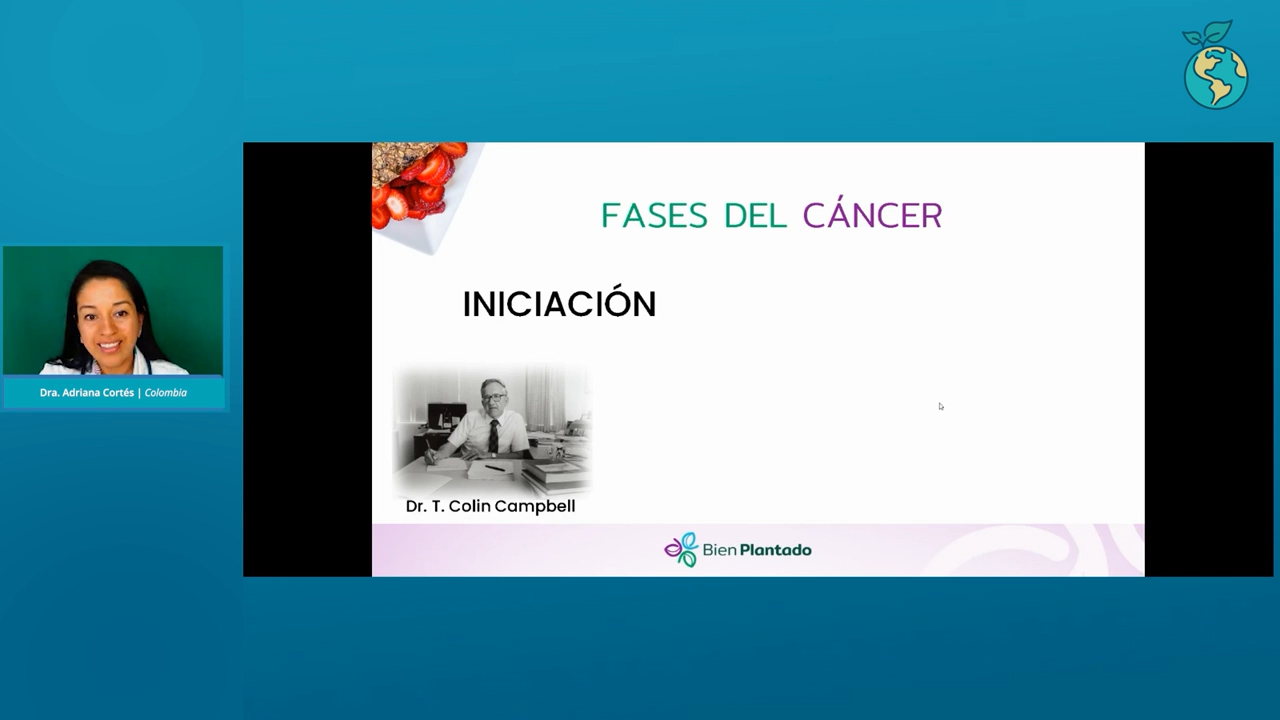 FASES DEL CÁNCER
INICIACIÓN
Dra. Adriana Cortés | Colombia
Dr. T. Colin Campbell
Bien Plantado